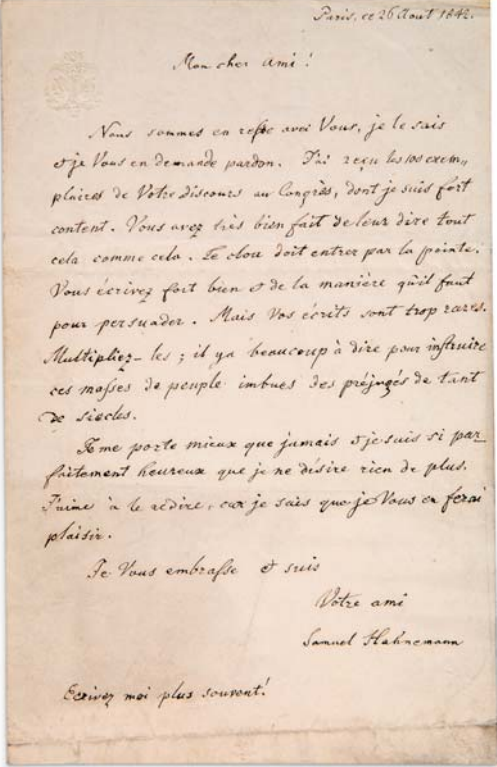 Paris, ce 26 Aout 1842.
Mon cher ami !
Nous sommes en reste avec Vous, je le sais
et je Vous en demande pardon. J'ai reçu les 100 exem-
plaires de Votre discours au Congrès, dont je suis fort
content. Vous avez très bien fait de leur dire tout
cela comme cela. Le clou doit entrer par la pointe.
Vous écrivez fort bien et de la manière qu'il faut
pour persuader. Mais Vos écrits sont trop rares.
Multipliez-les ; il ya beaucoup à dire pour instruire
ces masses de peuple imbues des préjugés de tant
de siecles.
Je me porte mieux que jamais et je suis si par-
faitement heureux que je ne désire rien de plus.
J'aime à le redire, car je sais que je Vous en ferai
plaisir.
Je Vous embrasse et suis
Votre ami
Samuel Hahnemann
Ecrivez moi plus souvent!